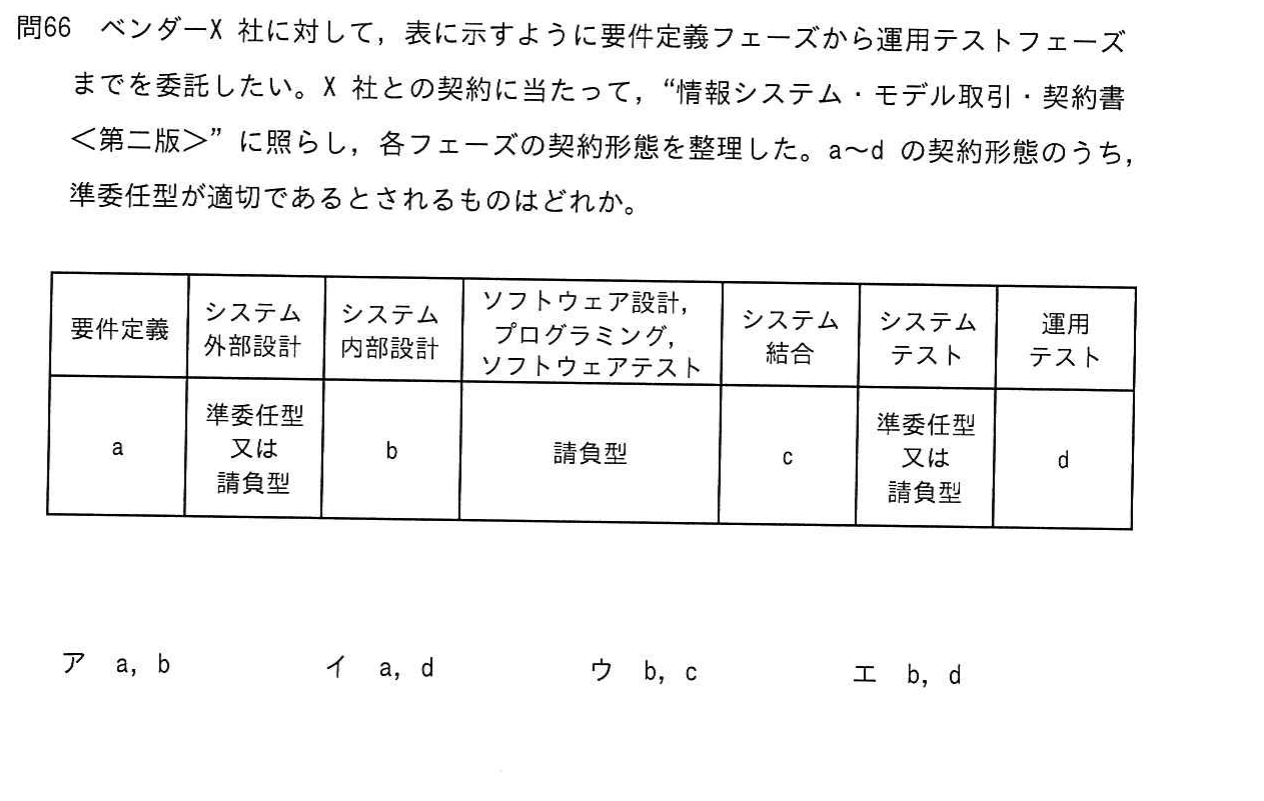 問66 ベンダーX 社に対して，表に示すように要件定義フェーズから運用テストフェーズ
までを委託したい。X 社との契約に当たって，“情報システム・モデル取引・契約書
＜第二版＞”に照らし，各フェーズの契約形態を整理した。a～d の契約形態のうち，
準委任型が適切であるとされるものはどれか。
要件定義
システム
外部設計
システム
内部設計
ソフトウェア設計，
プログラミング，
ソフトウェアテスト
システム
結合
システム
テスト
運用
テスト
a
準委任型
又は
請負型
b
請負型
c
準委任型
又は
請負型
d
ア a，b イ a，d ウ b，c エ b，d